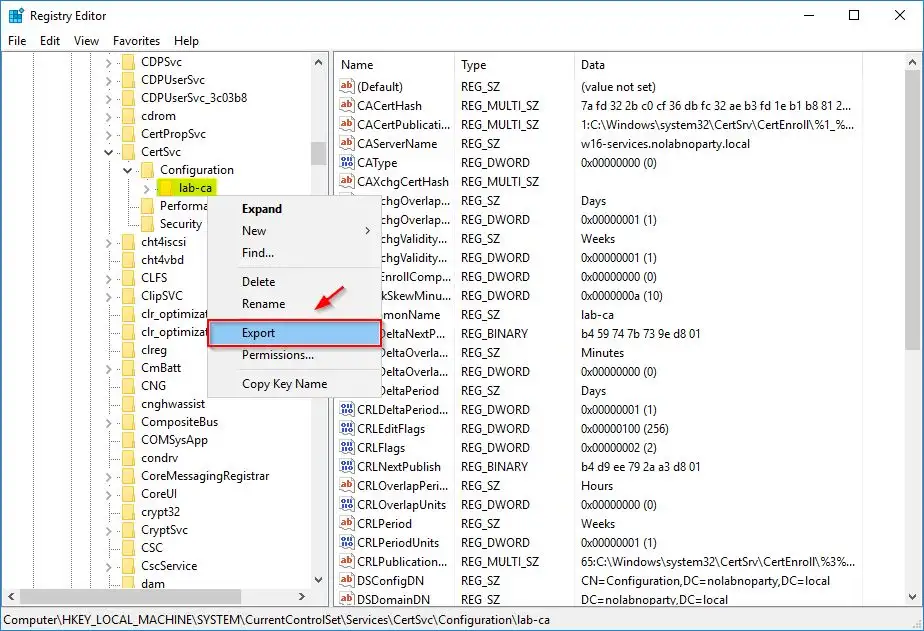 Registry Editor
File Edit View Favorites Help
CDPSvc
CDPUserSvc
CDPUserSvc_3c03b8
cdrom
CertPropSvc
CertSvc
Configuration
lab-ca
Performa
Security
cht4iscsi
cht4vbd
CLFS
ClipSVC
clr_optimizat
clr_optimizat
clreg
CmBatt
CNG
cnghwassist
CompositeBus
COMSysApp
condrv
CoreMessagingRegistrar
CoreUI
crypt32
CryptSvc
CSC
CscService
dam
Expand
New
Find...
Delete
Rename
Export
Permissions...
Copy Key Name
Name Type Data
(Default) REG_SZ (value not set)
CACertHash REG_MULTI_SZ 7a fd 32 2b c0 cf 36 db fc 32 ae b3 fd 1e b1 b8 81 2...
CACertPublicati... REG_MULTI_SZ 1:C:\Windows\system32\CertSrv\CertEnroll\%1_%...
CAServerName REG_SZ w16-services.nolabnoparty.local
CAType REG_DWORD 0x00000000 (0)
CAXchgCertHash REG_MULTI_SZ
chgOverlap... REG_SZ Days
chgOverlap... REG_DWORD 0x00000001 (1)
chgValidity... REG_SZ Weeks
chgValidity... REG_DWORD 0x00000001 (1)
EnrollComp... REG_DWORD 0x00000000 (0)
kSkewMinu... REG_DWORD 0x0000000a (10)
monName REG_SZ lab-ca
DeltaNextP... REG_BINARY b4 59 74 7b 73 9e d8 01
DeltaOverla... REG_SZ Minutes
DeltaOverla... REG_DWORD 0x00000000 (0)
DeltaPeriod REG_SZ Days
CRLDeltaPeriod... REG_DWORD 0x00000001 (1)
CRLEditFlags REG_DWORD 0x00000100 (256)
CRLFlags REG_DWORD 0x00000002 (2)
CRLNextPublish REG_BINARY b4 d9 ee 79 2a a3 d8 01
CRLOverlapPeri... REG_SZ Hours
CRLOverlapUnits REG_DWORD 0x00000000 (0)
CRLPeriod REG_SZ Weeks
CRLPeriodUnits REG_DWORD 0x00000001 (1)
CRLPublication... REG_MULTI_SZ 65:C:\Windows\system32\CertSrv\CertEnroll\%3%...
DSConfigDN REG_SZ CN=Configuration,DC=nolabnoparty,DC=local
DSDomainDN REG_SZ DC=nolabnoparty,DC=local
Computer\HKEY_LOCAL_MACHINE\SYSTEM\CurrentControlSet\Services\CertSvc\Configuration\lab-ca